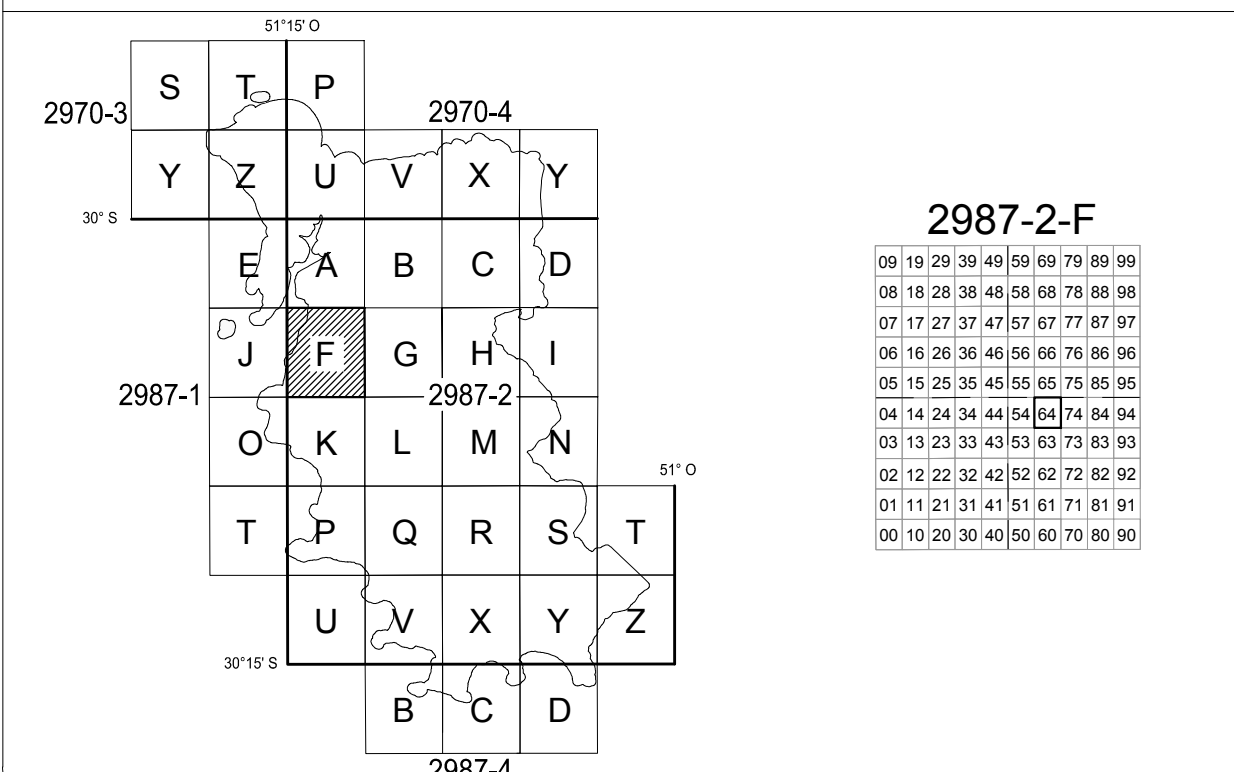 51°15' O
S T P
2970-3
2970-4
Y Z U V X Y
30° S
E A B C D
J F G H I
2987-1
2987-2
O K L M N
51° O
T P Q R S T
U V X Y Z
30°15' S
B C D
2987-4
2987-2-F
09 19 29 39 49 59 69 79 89 99
08 18 28 38 48 58 68 78 88 98
07 17 27 37 47 57 67 77 87 97
06 16 26 36 46 56 66 76 86 96
05 15 25 35 45 55 65 75 85 95
04 14 24 34 44 54 64 74 84 94
03 13 23 33 43 53 63 73 83 93
02 12 22 32 42 52 62 72 82 92
01 11 21 31 41 51 61 71 81 91
00 10 20 30 40 50 60 70 80 90